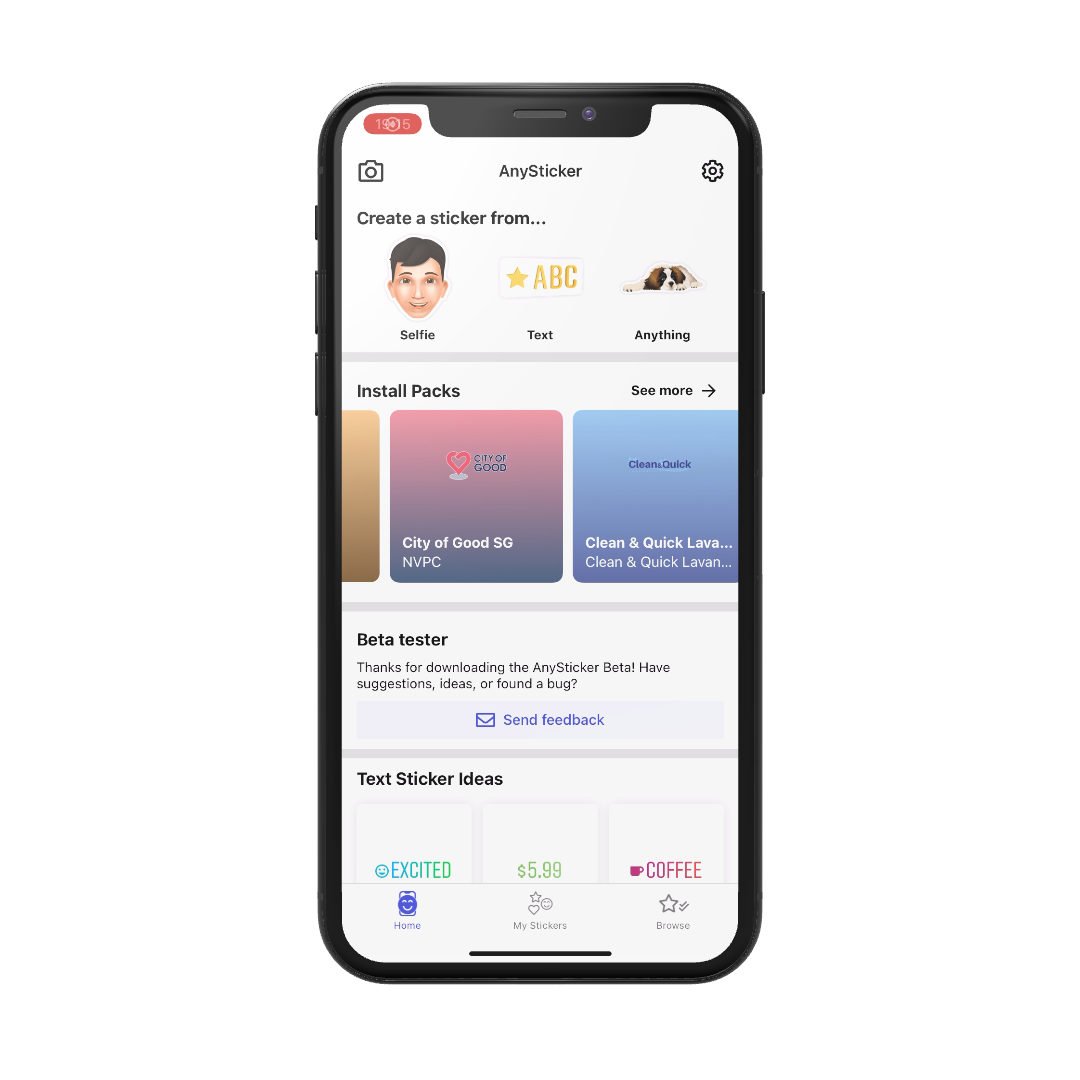 19:15
AnySticker
Create a sticker from...
ABC
Selfie
Text
Anything
Install Packs
See more
CITY OF
GOOD
City of Good SG
NVPC
Clean&Quick
Clean & Quick Lava...
Clean & Quick Lavan...
Beta tester
Thanks for downloading the AnySticker Beta! Have
suggestions, ideas, or found a bug?
Send feedback
Text Sticker Ideas
EXCITED
$5.99
COFFEE
Home
My Stickers
Browse